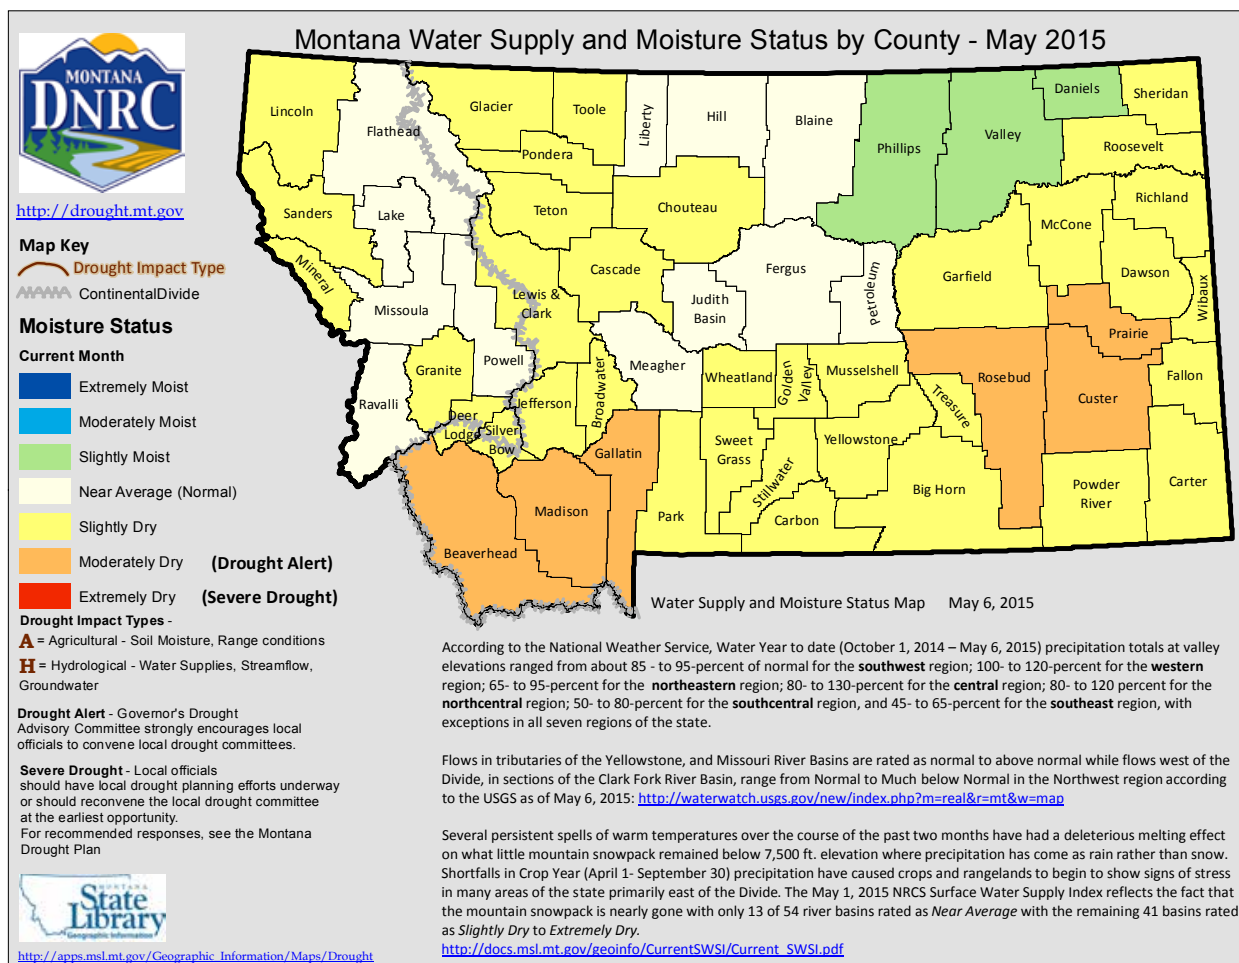 Montana Water Supply and Moisture Status by County - May 2015
MONTANA
DNRC
http://drought.mt.gov
Map Key
Drought Impact Type
ContinentalDivide
Moisture Status
Current Month
Extremely Moist
Moderately Moist
Slightly Moist
Near Average (Normal)
Slightly Dry
Moderately Dry (Drought Alert)
Extremely Dry (Severe Drought)
Drought Impact Types -
A = Agricultural - Soil Moisture, Range conditions
H = Hydrological - Water Supplies, Streamflow,
Groundwater
Drought Alert - Governor's Drought
Advisory Committee strongly encourages local
officials to convene local drought committees.
Severe Drought - Local officials
should have local drought planning efforts underway
or should reconvene the local drought committee
at the earliest opportunity.
For recommended responses, see the Montana
Drought Plan
MONTANA
State
Library
Geographic Information
http://apps.msl.mt.gov/Geographic_Information/Maps/Drought
Lincoln
Flathead
Glacier
Toole
Liberty
Hill
Blaine
Phillips
Valley
Daniels
Sheridan
Roosevelt
Pondera
Sanders
Lake
Teton
Chouteau
McCone
Richland
Mineral
Missoula
Lewis &
Clark
Cascade
Judith
Basin
Fergus
Petroleum
Garfield
Dawson
Wibaux
Prairie
Powell
Granite
Ravalli
Meagher
Broadwater
Jefferson
Wheatland
Golden
Valley
Musselshell
Rosebud
Treasure
Custer
Fallon
Deer
Lodge
Silver
Bow
Gallatin
Sweet
Grass
Stillwater
Yellowstone
Big Horn
Powder
River
Carter
Madison
Beaverhead
Park
Carbon
Water Supply and Moisture Status Map May 6, 2015
According to the National Weather Service, Water Year to date (October 1, 2014 – May 6, 2015) precipitation totals at valley
elevations ranged from about 85 - to 95-percent of normal for the southwest region; 100- to 120-percent for the western
region; 65- to 95-percent for the northeastern region; 80- to 130-percent for the central region; 80- to 120 percent for the
northcentral region; 50- to 80-percent for the southcentral region, and 45- to 65-percent for the southeast region, with
exceptions in all seven regions of the state.
Flows in tributaries of the Yellowstone, and Missouri River Basins are rated as normal to above normal while flows west of the
Divide, in sections of the Clark Fork River Basin, range from Normal to Much below Normal in the Northwest region according
to the USGS as of May 6, 2015: http://waterwatch.usgs.gov/new/index.php?m=real&r=mt&w=map
Several persistent spells of warm temperatures over the course of the past two months have had a deleterious melting effect
on what little mountain snowpack remained below 7,500 ft. elevation where precipitation has come as rain rather than snow.
Shortfalls in Crop Year (April 1- September 30) precipitation have caused crops and rangelands to begin to show signs of stress
in many areas of the state primarily east of the Divide. The May 1, 2015 NRCS Surface Water Supply Index reflects the fact that
the mountain snowpack is nearly gone with only 13 of 54 river basins rated as Near Average with the remaining 41 basins rated
as Slightly Dry to Extremely Dry.
http://docs.msl.mt.gov/geoinfo/CurrentSWSI/Current_SWSI.pdf